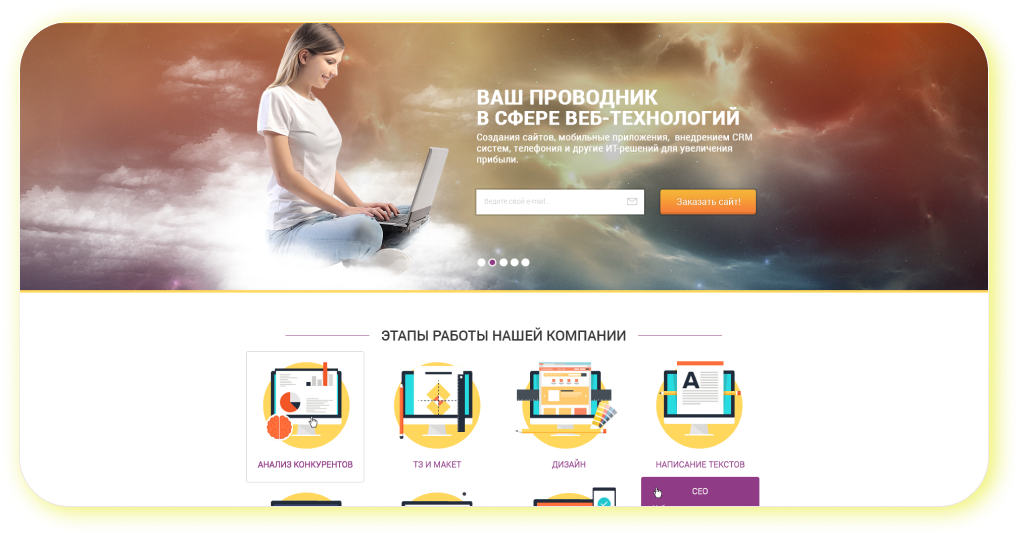 ВАШ ПРОВОДНИК
В СФЕРЕ ВЕБ-ТЕХНОЛОГИЙ
Создания сайтов, мобильные приложения, внедрением CRM
систем, телефония и другие ИТ-решений для увеличения
прибыли.
Ведите свой e-mail...
Заказать сайт!
ЭТАПЫ РАБОТЫ НАШЕЙ КОМПАНИИ
A
АНАЛИЗ КОНКУРЕНТОВ
ТЗ И МАКЕТ
ДИЗАЙН
НАПИСАНИЕ ТЕКСТОВ
СЕО